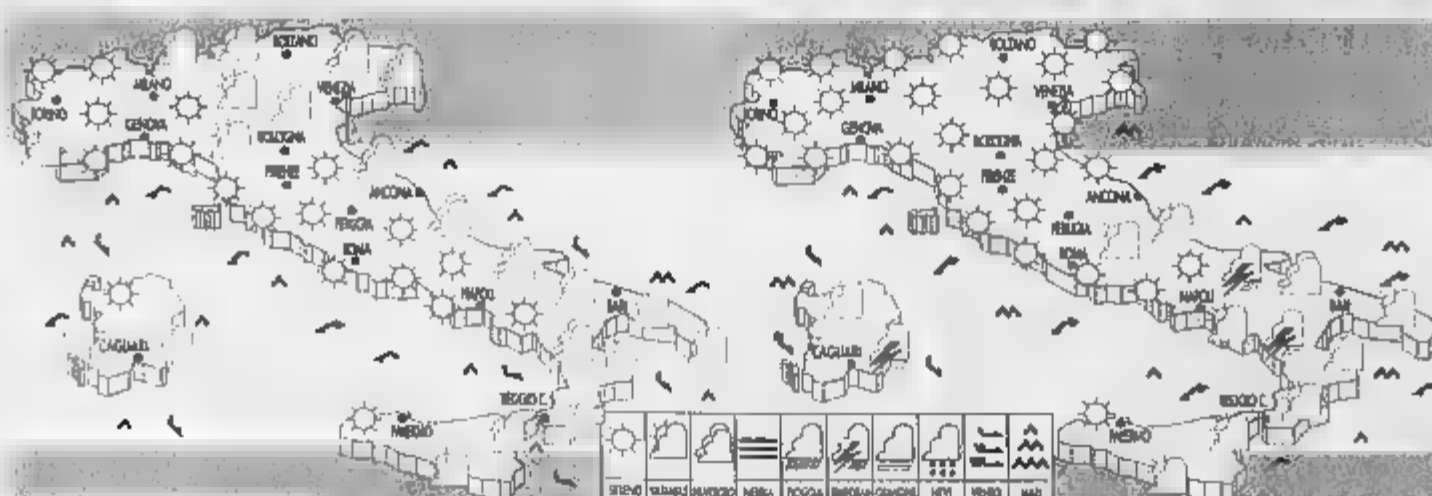 BOLZANO
MILANO
VENEZIA
TORINO
GENOVA
BOLOGNA
FIRENZE
ANCONA
PERUGIA
ROMA
NAPOLI
BARI
CAGLIARI
REGGIO C.
PALERMO
BOLZANO
MILANO
VENEZIA
TORINO
GENOVA
BOLOGNA
FIRENZE
ANCONA
PERUGIA
ROMA
NAPOLI
BARI
CAGLIARI
REGGIO C.
PALERMO
SERENO
NEBBIA PIOGGIA
NEVE VENTO MARE